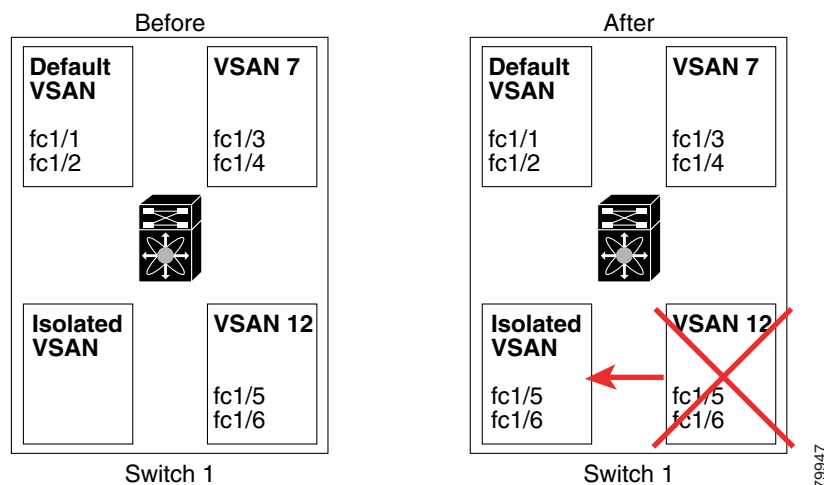 Before
Default
VSAN
fc1/1
fc1/2
VSAN 7
fc1/3
fc1/4
Isolated
VSAN
VSAN 12
fc1/5
fc1/6
Switch 1
After
Default
VSAN
fc1/1
fc1/2
VSAN 7
fc1/3
fc1/4
Isolated
VSAN
fc1/5
fc1/6
VSAN 12
fc1/5
fc1/6
Switch 1
79947